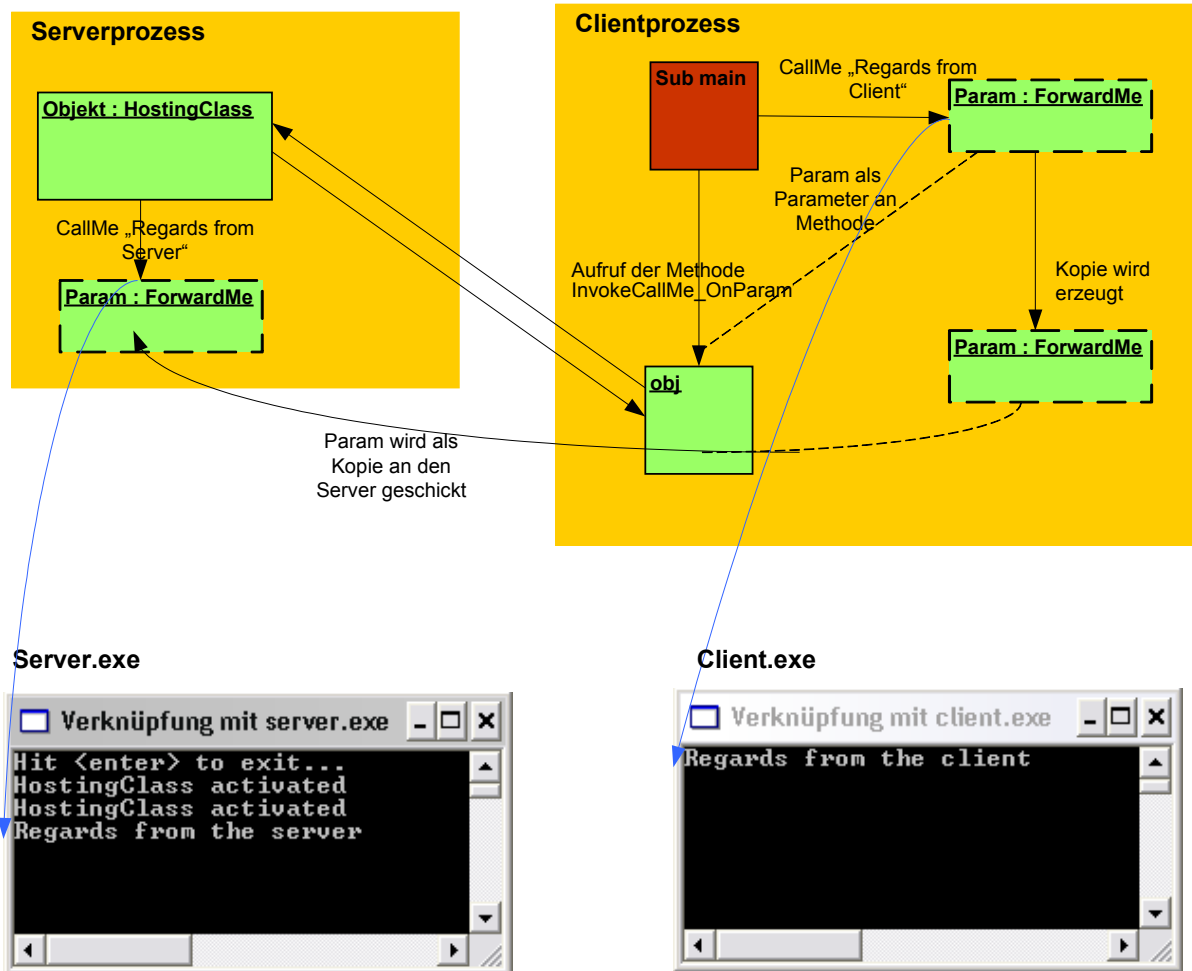 Serverprozess
Objekt : HostingClass
CallMe „Regards from
Server“
Param : ForwardMe
Clientprozess
Sub main
CallMe „Regards from
Client“
Param : ForwardMe
Param als
Parameter an
Methode
Aufruf der Methode
InvokeCallMe_OnParam
Kopie wird
erzeugt
Param : ForwardMe
obj
Param wird als
Kopie an den
Server geschickt
Server.exe
Verknüpfung mit server.exe
Hit <enter> to exit...
HostingClass activated
HostingClass activated
Regards from the server
Client.exe
Verknüpfung mit client.exe
Regards from the client